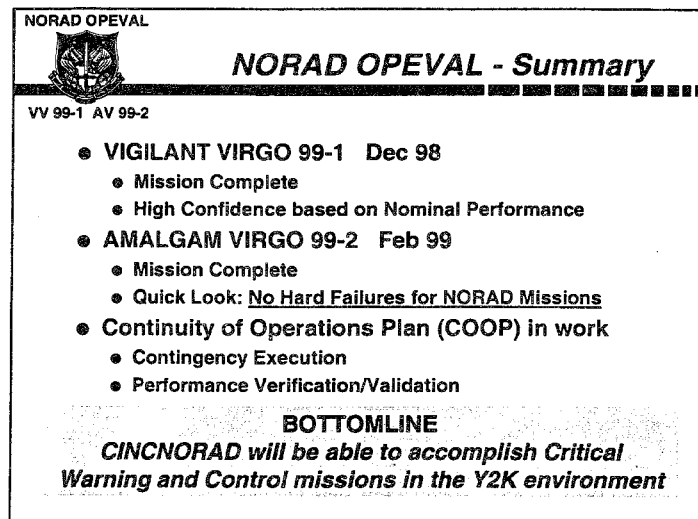 NORAD OPEVAL
NORAD OPEVAL - Summary
VV 99-1 AV 99-2
VIGILANT VIRGO 99-1 Dec 98
Mission Complete
High Confidence based on Nominal Performance
AMALGAM VIRGO 99-2 Feb 99
Mission Complete
Quick Look: No Hard Failures for NORAD Missions
Continuity of Operations Plan (COOP) in work
Contingency Execution
Performance Verification/Validation
BOTTOMLINE
CINCNORAD will be able to accomplish Critical
Warning and Control missions in the Y2K environment